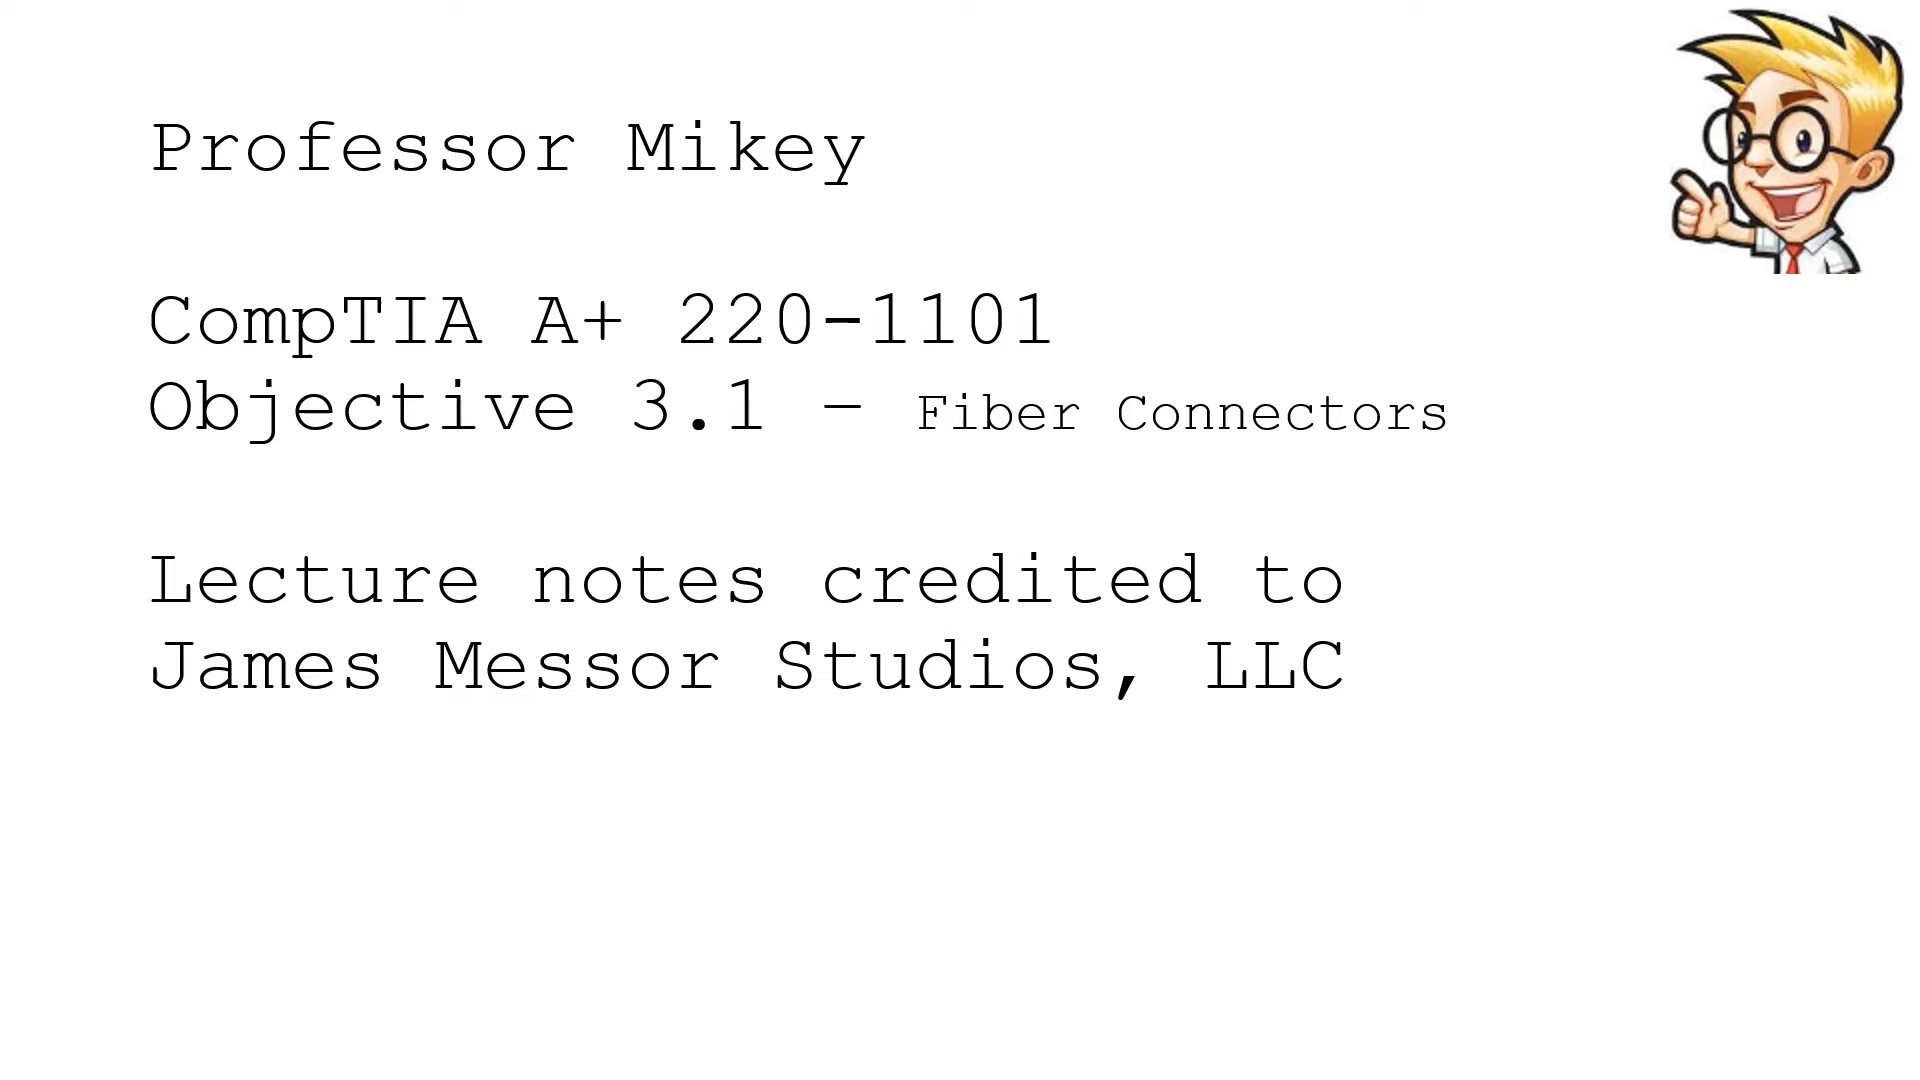 Professor Mikey
CompTIA A+ 220-1101
Objective 3.1 – Fiber Connectors
Lecture notes credited to
James Messor Studios, LLC